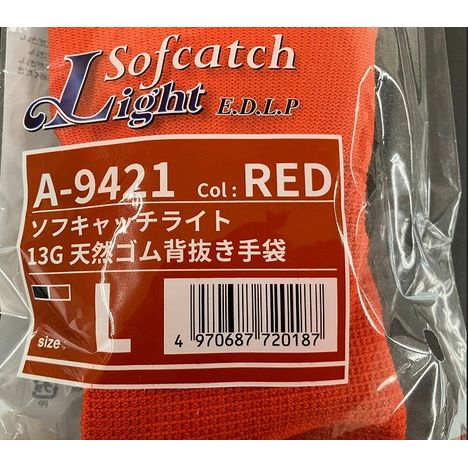 Sofcatch
Light E.D.L.P
A-9421 Col : RED
ソフキャッチライト
13G 天然ゴム背抜き手袋
size : L
4 970687 720187
PP